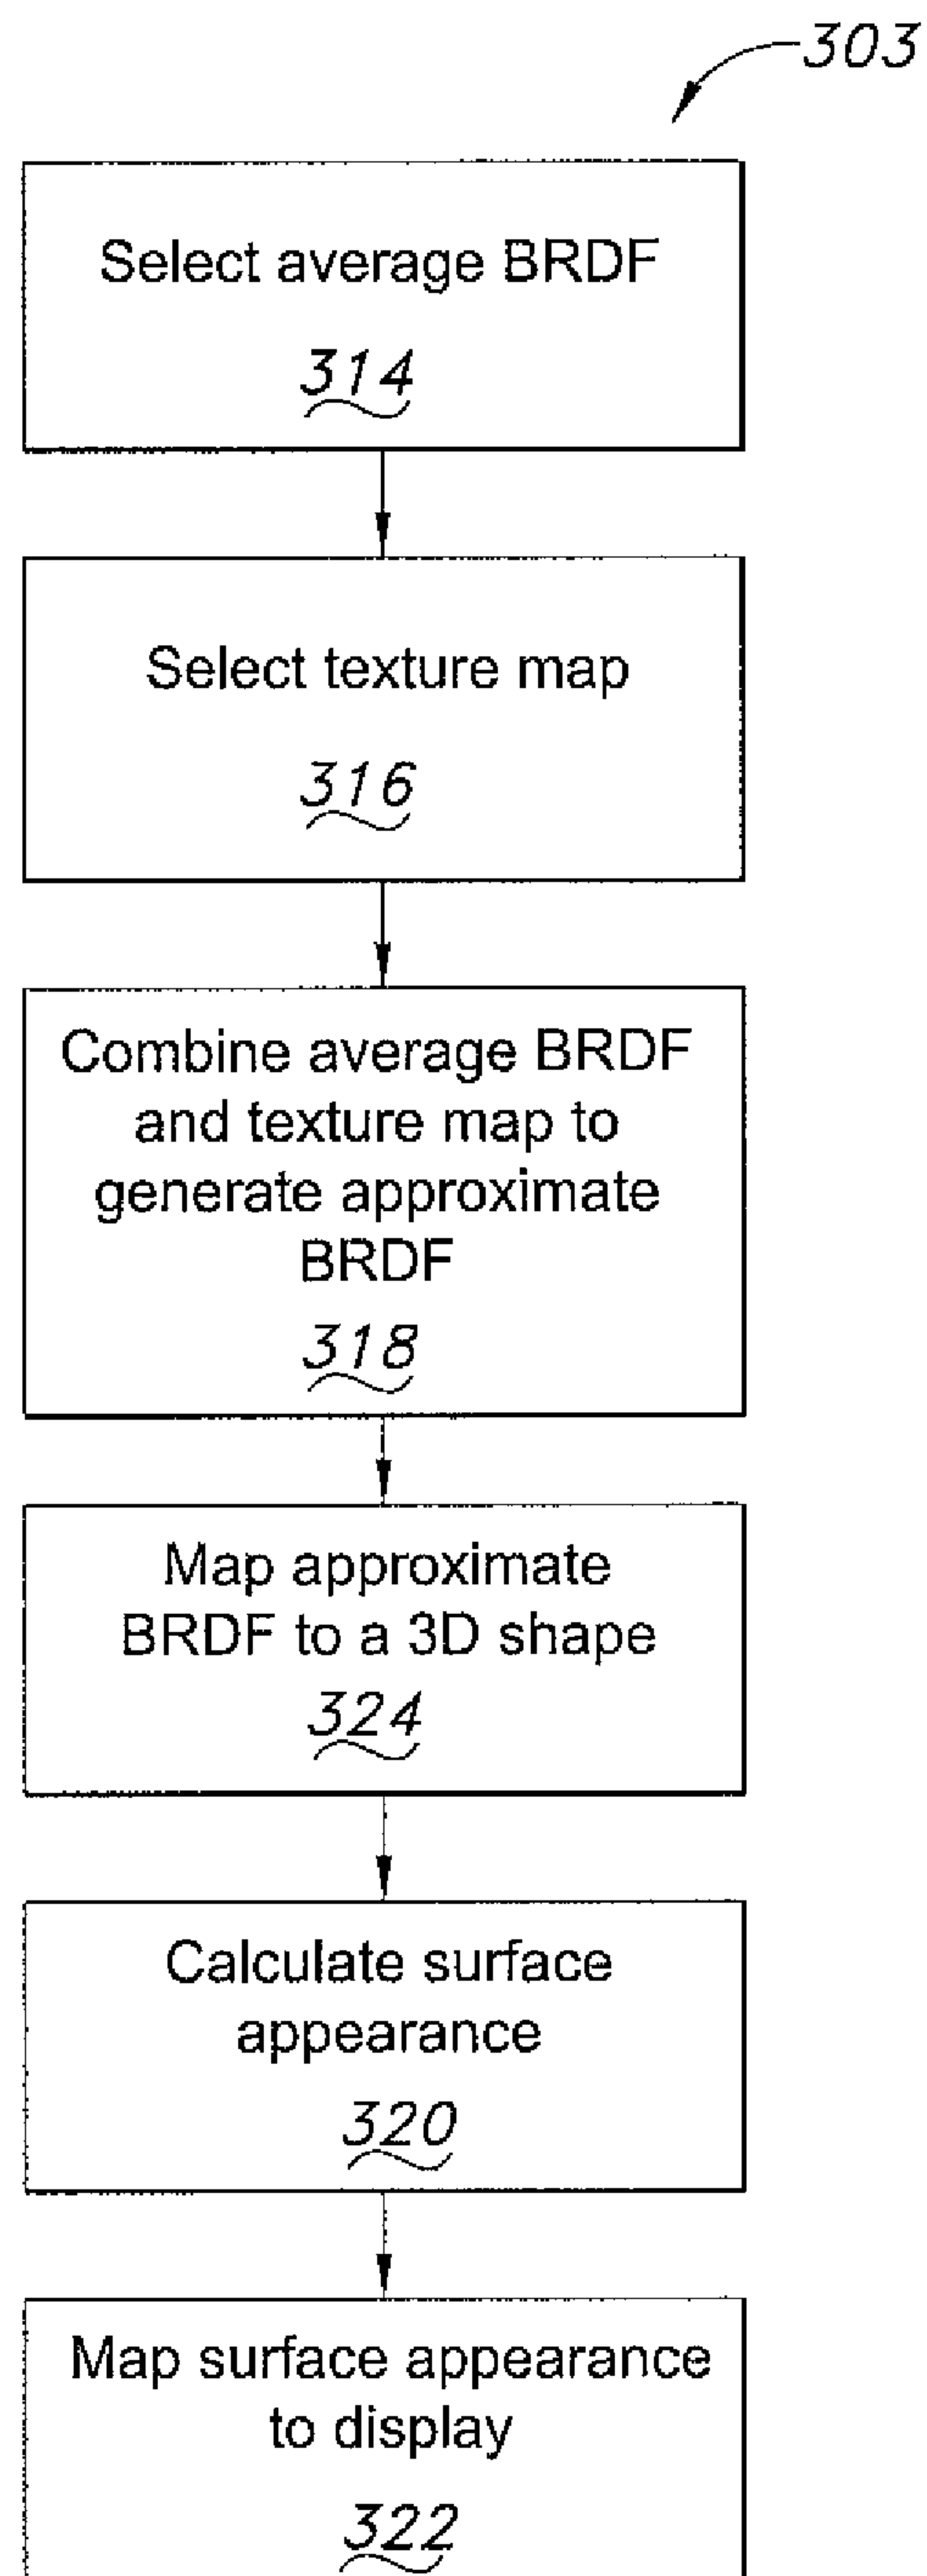 303
Select average BRDF
314
Select texture map
316
Combine average BRDF
and texture map to
generate approximate
BRDF
318
Map approximate
BRDF to a 3D shape
324
Calculate surface
appearance
320
Map surface appearance
to display
322